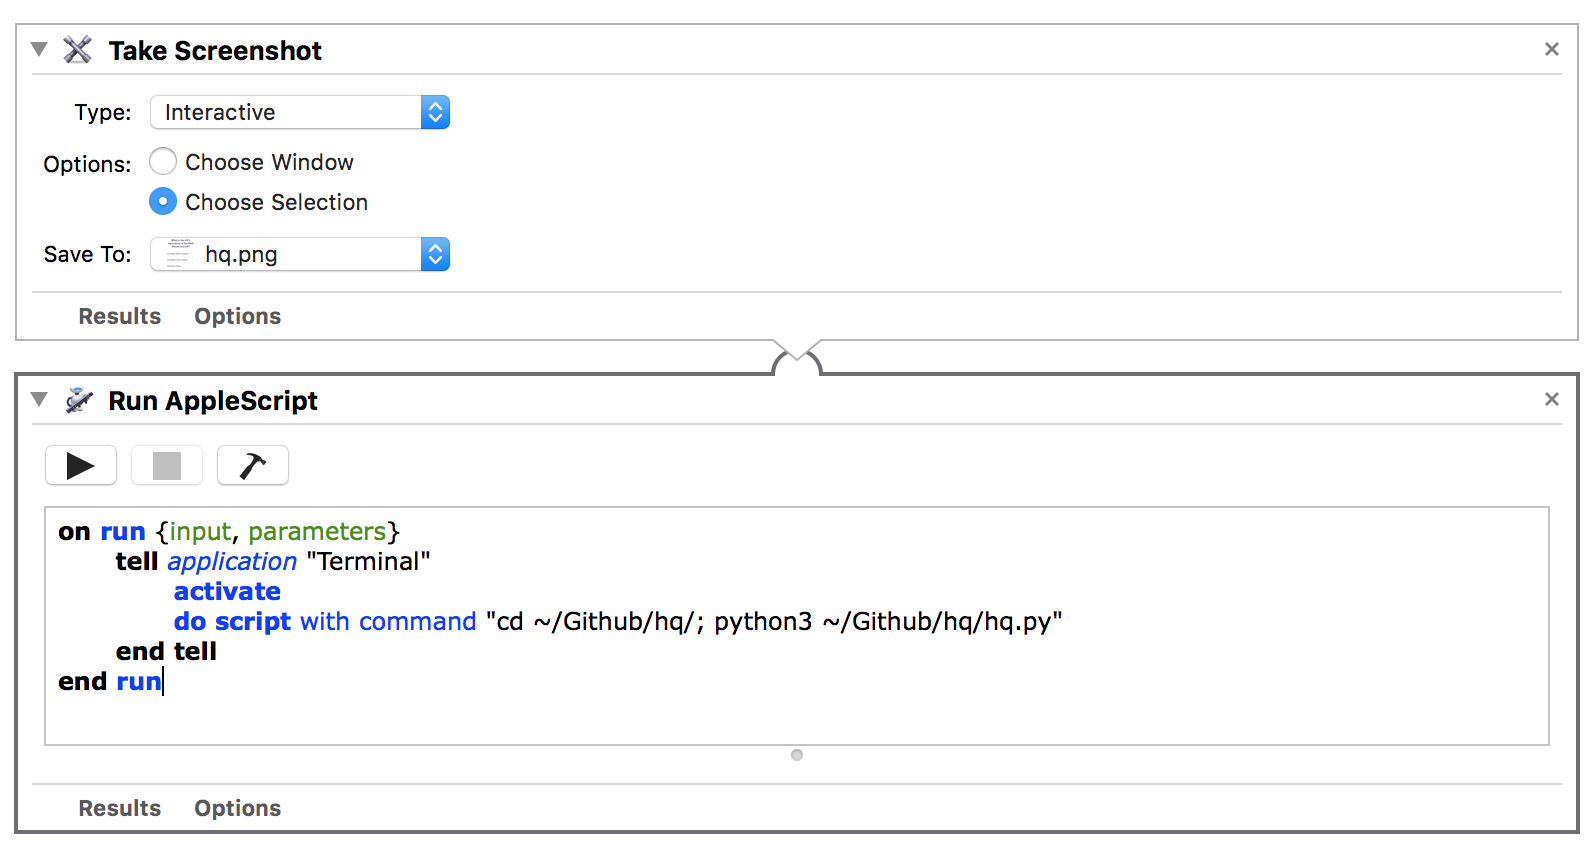 Take Screenshot
Type: Interactive
Options: Choose Window
Choose Selection
Save To: hq.png
Results Options
Run AppleScript
on run {input, parameters}
tell application "Terminal"
activate
do script with command "cd ~/Github/hq/; python3 ~/Github/hq/hq.py"
end tell
end run
Results Options